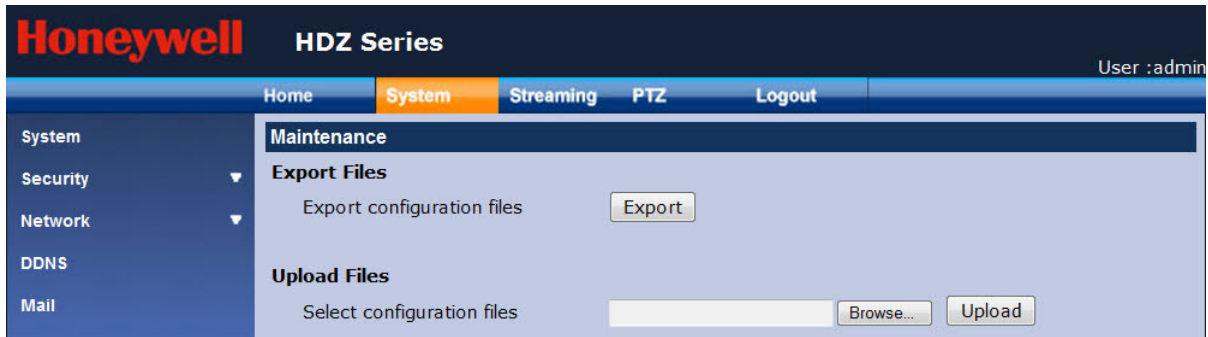 Honeywell HDZ Series
User :admin
Home System Streaming PTZ Logout
System
Security
Network
DDNS
Mail
Maintenance
Export Files
Export configuration files Export
Upload Files
Select configuration files Browse... Upload